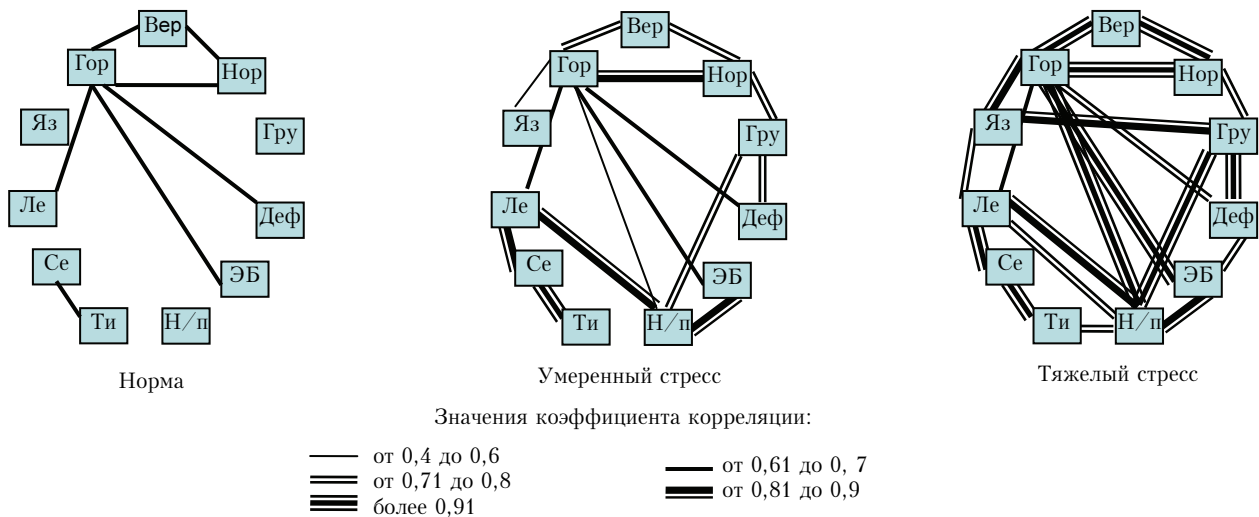 Вер
Гор
Нор
Яз
Гру
Ле
Деф
Се
ЭБ
Ти
Н/п
Норма
Вер
Гор
Нор
Яз
Гру
Ле
Деф
Се
ЭБ
Ти
Н/п
Умеренный стресс
Вер
Гор
Нор
Яз
Гру
Ле
Деф
Се
ЭБ
Ти
Н/п
Тяжелый стресс
Значения коэффициента корреляции:
от 0,4 до 0,6
от 0,71 до 0,8
более 0,91
от 0,61 до 0, 7
от 0,81 до 0,9